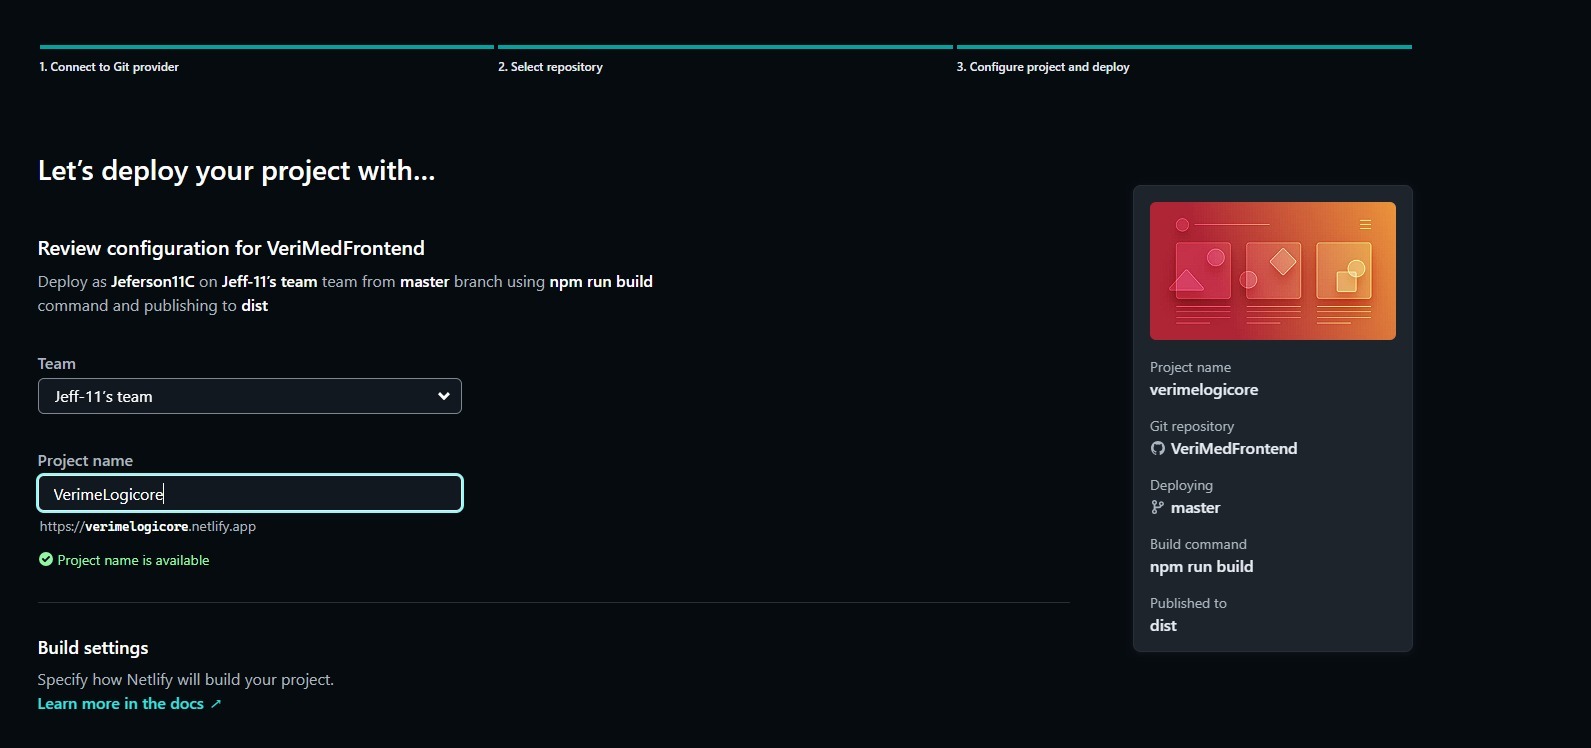 1. Connect to Git provider
2. Select repository
3. Configure project and deploy
Let’s deploy your project with…
Review configuration for VeriMedFrontend
Deploy as Jeferson11C on Jeff-11’s team team from master branch using npm run build
command and publishing to dist
Team
Jeff-11’s team
Project name
VerimeLogicore
https://verimelogicore.netlify.app
Project name is available
Build settings
Specify how Netlify will build your project.
Learn more in the docs ↗
Project name
verimelogicore
Git repository
VeriMedFrontend
Deploying
master
Build command
npm run build
Published to
dist